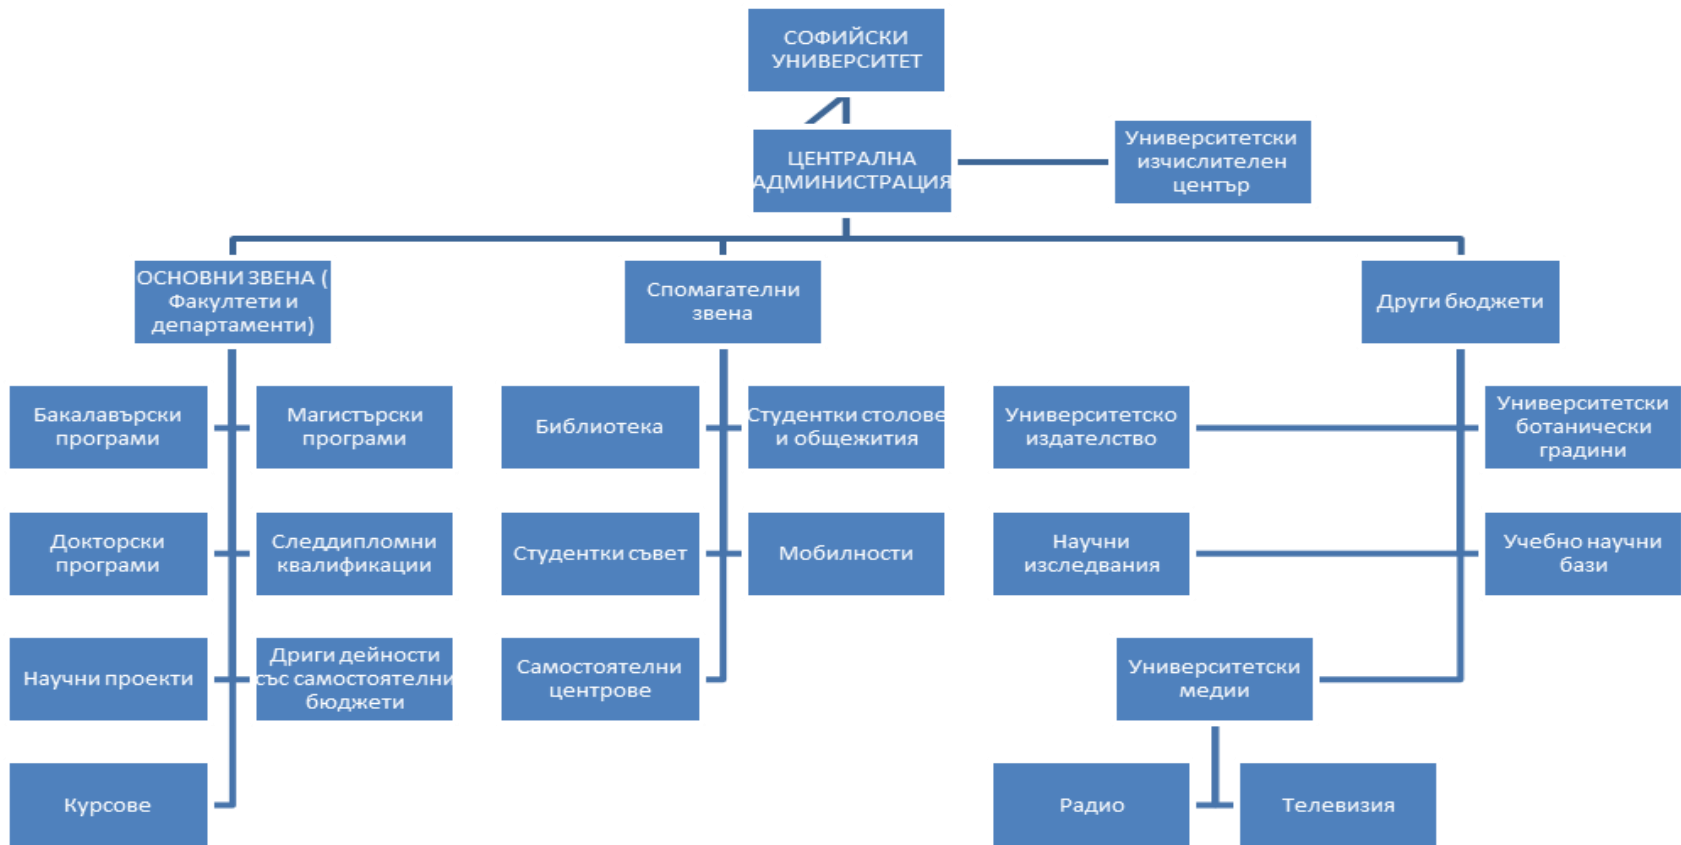 СОФИЙСКИ
УНИВЕРСИТЕТ
ЦЕНТРАЛНА
АДМИНИСТРАЦИЯ
Университетски
изчислителен
център
ОСНОВНИ ЗВЕНА (
Факултети и
департаменти)
Спомагателни
звена
Други бюджети
Бакалавърски
програми
Магистърски
програми
Библиотека
Студентки столове
и общежития
Университетско
издателство
Университетски
ботанически
градини
Докторски
програми
Следдипломни
квалификации
Студентки съвет
Мобилности
Научни
изследвания
Учебно научни
бази
Научни проекти
Дриги дейности
със самостоятелни
бюджети
Самостоятелни
центрове
Университетски
медии
Курсове
Радио
Телевизия